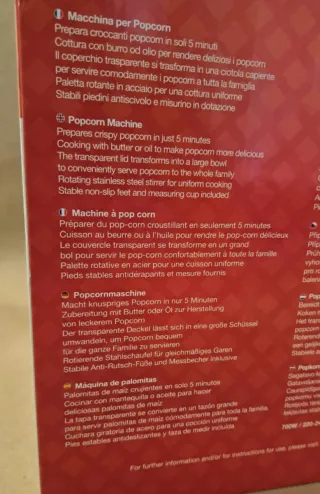 Macchina per Popcorn
Prepara croccanti popcorn in soli 5 minuti
Cottura con burro od olio per rendere deliziosi i popcorn
Il coperchio trasparente si trasforma in una ciotola capiente
per servire comodamente i popcorn a tutta la famiglia
Paletta rotante in acciaio per una cottura uniforme
Stabili piedini antiscivolo e misurino in dotazione
Popcorn Machine
Prepares crispy popcorn in just 5 minutes
Cooking with butter or oil to make popcorn more delicious
The transparent lid transforms into a large bowl
to conveniently serve popcorn to the whole family
Rotating stainless steel stirrer for uniform cooking
Stable non-slip feet and measuring cup included
Machine à pop corn
Préparer du pop-corn croustillant en seulement 5 minutes
Cuisson au beurre ou à l'huile pour rendre le pop-corn délicieux
Le couvercle transparent se transforme en un grand
bol pour servir le pop-corn confortablement à toute la famille
Palette rotative en acier pour une cuisson uniforme
Pieds stables antidérapants et mesure fournis
Popcornmaschine
Macht knuspriges Popcorn in nur 5 Minuten
Zubereitung mit Butter oder Öl zur Herstellung
von leckerem Popcorn
Der transparente Deckel lässt sich in eine große Schüssel
umwandeln, um Popcorn bequem
für die ganze Familie zu servieren
Rotierende Stahlschaufel für gleichmäßiges Garen
Stabile Anti-Rutsch-Füße und Messbecher inklusive
Máquina de palomitas
Palomitas de maíz crujientes en solo 5 minutos
Cocinar con mantequilla o aceite para hacer
deliciosas palomitas de maíz
La tapa transparente se convierte en un tazón grande
para servir palomitas de maíz cómodamente para toda la familia
Cuchara giratoria de acero para una cocción uniforme
Pies estables antideslizantes y taza de medir incluida
For further information and/or for instructions for use, please visit